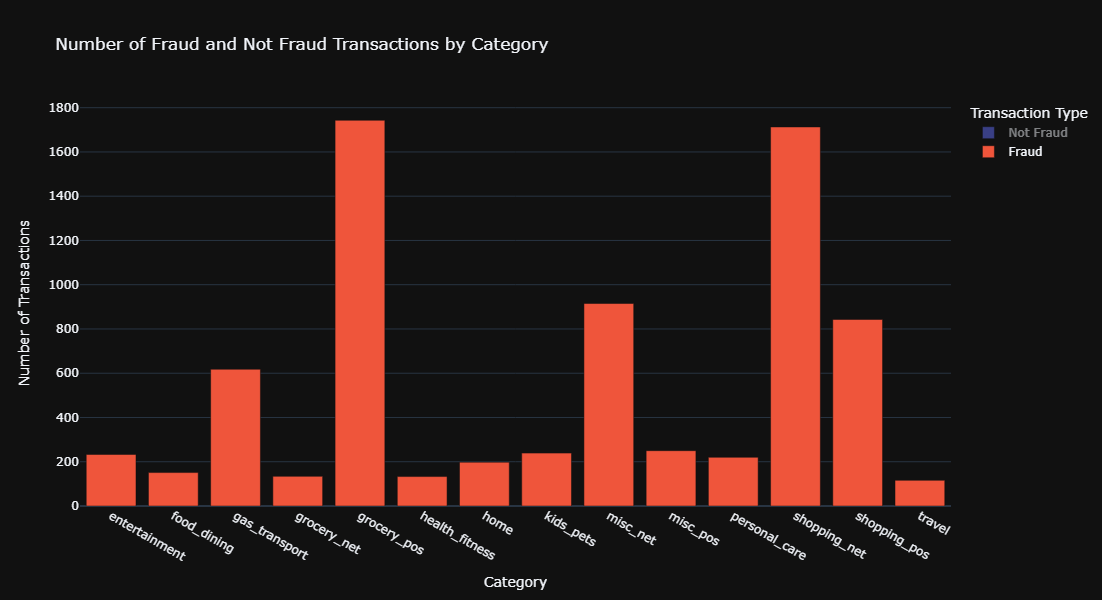 Number of Fraud and Not Fraud Transactions by Category
Transaction Type
Not Fraud
Fraud
Number of Transactions
1800
1600
1400
1200
1000
800
600
400
200
0
entertainment
food_dining
gas_transport
grocery_net
grocery_pos
health_fitness
home
kids_pets
misc_net
misc_pos
personal_care
shopping_net
shopping_pos
travel
Category